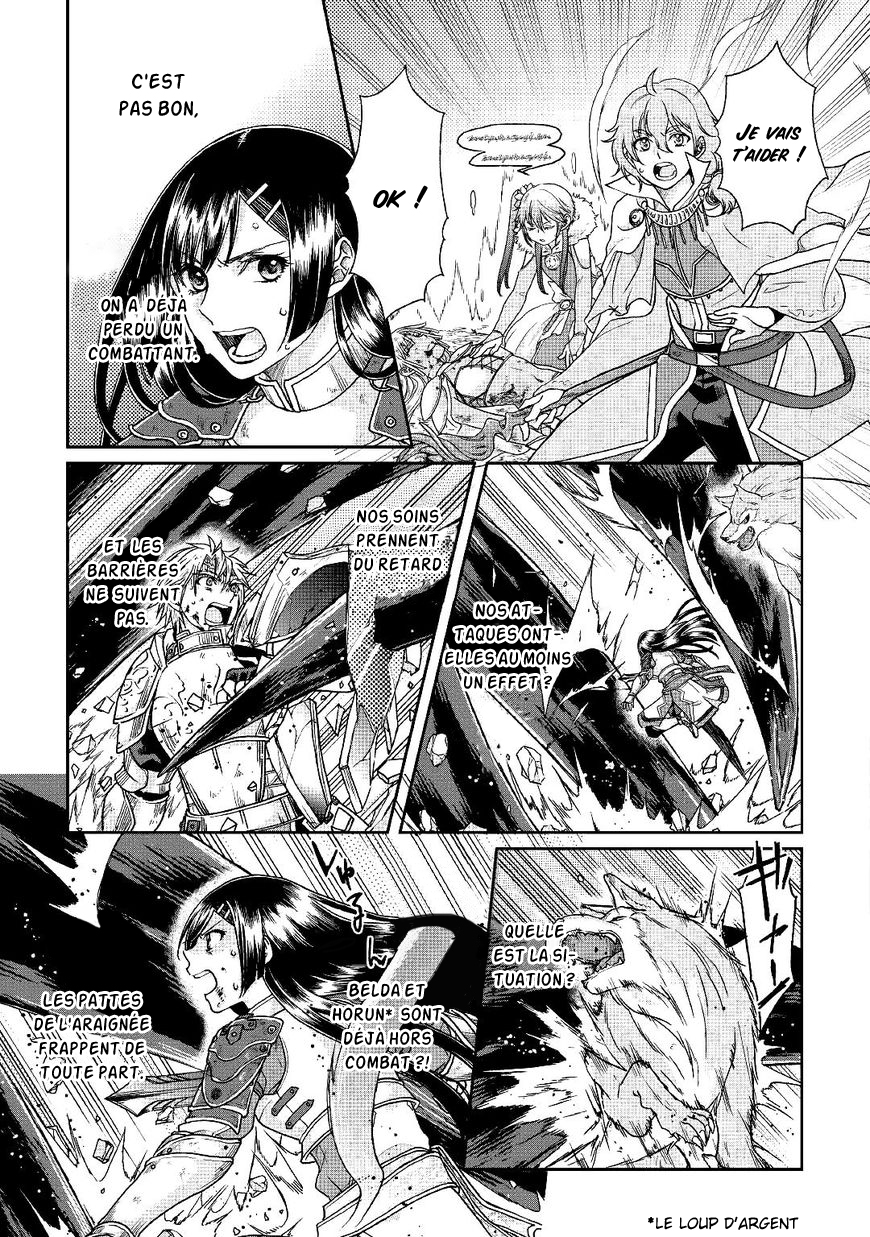 JE VAIS
T'AIDER !
OK !
C'EST
PAS BON,
ON A DÉJÀ
PERDU UN
COMBATTANT.
NOS AT-
TAQUES ONT-
ELLES AU MOINS
UN EFFET ?
NOS SOINS
PRENNENT
DU RETARD
ET LES
BARRIÈRES
NE SUIVENT
PAS.
QUELLE
EST LA SI-
TUATION ?
BELDA ET
HORUN* SONT
DÉJÀ HORS
COMBAT ?!
LES PATTES
DE L'ARAIGNÉE
FRAPPENT DE
TOUTE PART.
*LE LOUP D'ARGENT